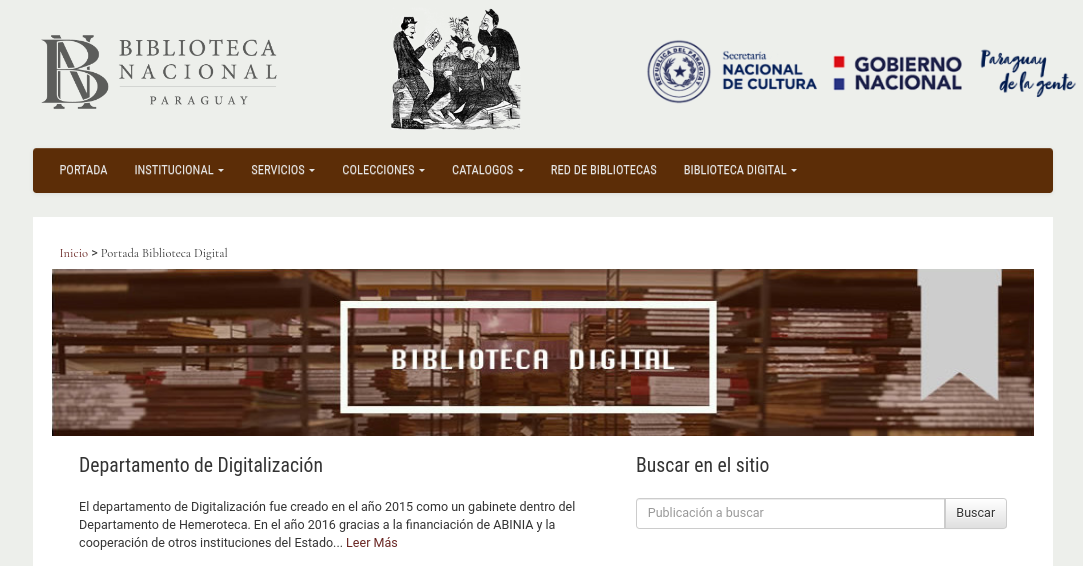 BIBLIOTECA
NACIONAL
PARAGUAY
REPUBLICA DEL PARAGUAY
Secretaría
NACIONAL
DE CULTURA
GOBIERNO
NACIONAL
Paraguay
de la gente
PORTADA INSTITUCIONAL SERVICIOS COLECCIONES CATALOGOS RED DE BIBLIOTECAS BIBLIOTECA DIGITAL
Inicio > Portada Biblioteca Digital
BIBLIOTECA DIGITAL
Departamento de Digitalización
El departamento de Digitalización fue creado en el año 2015 como un gabinete dentro del
Departamento de Hemeroteca. En el año 2016 gracias a la financiación de ABINIA y la
cooperación de otros instituciones del Estado... Leer Más
Buscar en el sitio
Publicación a buscar Buscar